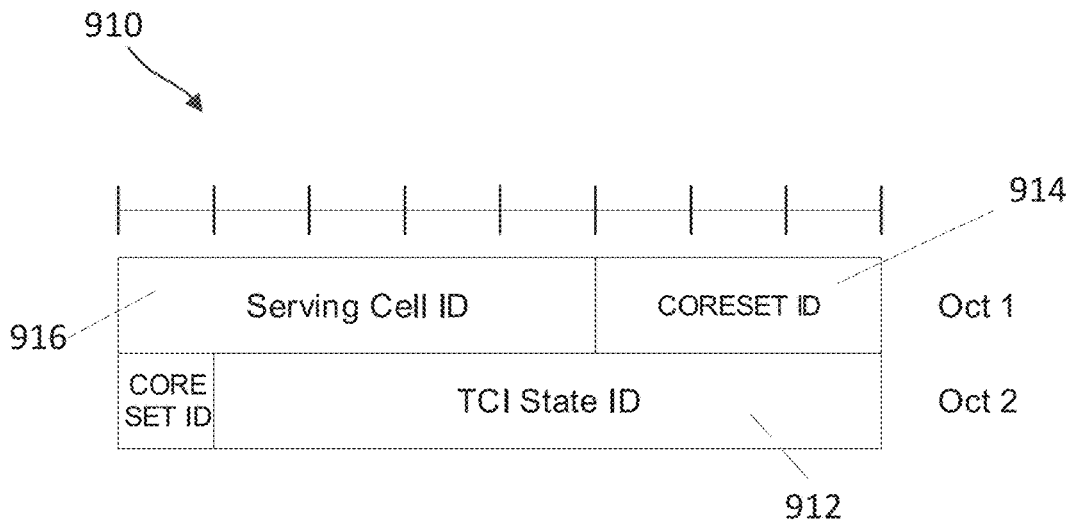 910
914
Serving Cell ID CORESET ID Oct 1
916
CORE
SET ID TCI State ID Oct 2
912